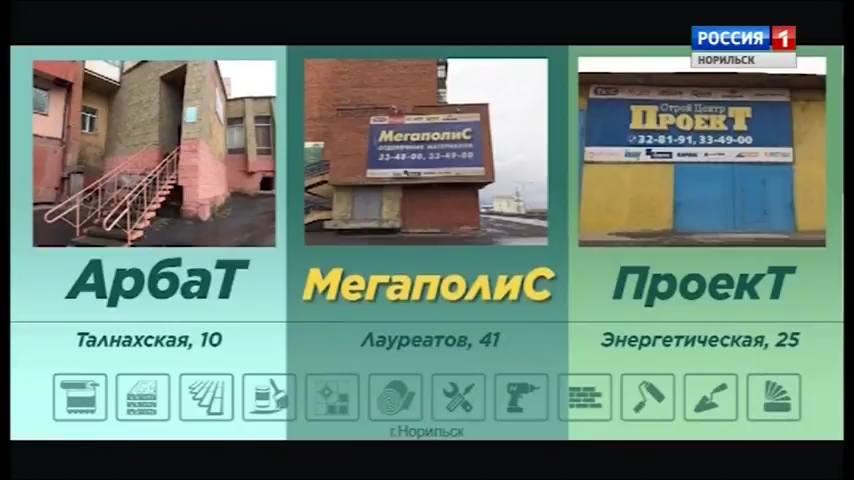 РОССИЯ 1
НОРИЛЬСК
МегаполиС
ОТДЕЛОЧНЫЕ МАТЕРИАЛЫ
33-48-00, 33-49-00
Строй Центр
ПроекТ
32-81-91, 33-49-00
АрбаТ
МегаполиС
ПроекТ
Талнахская, 10
Лауреатов, 41
Энергетическая, 25
г.Норильск